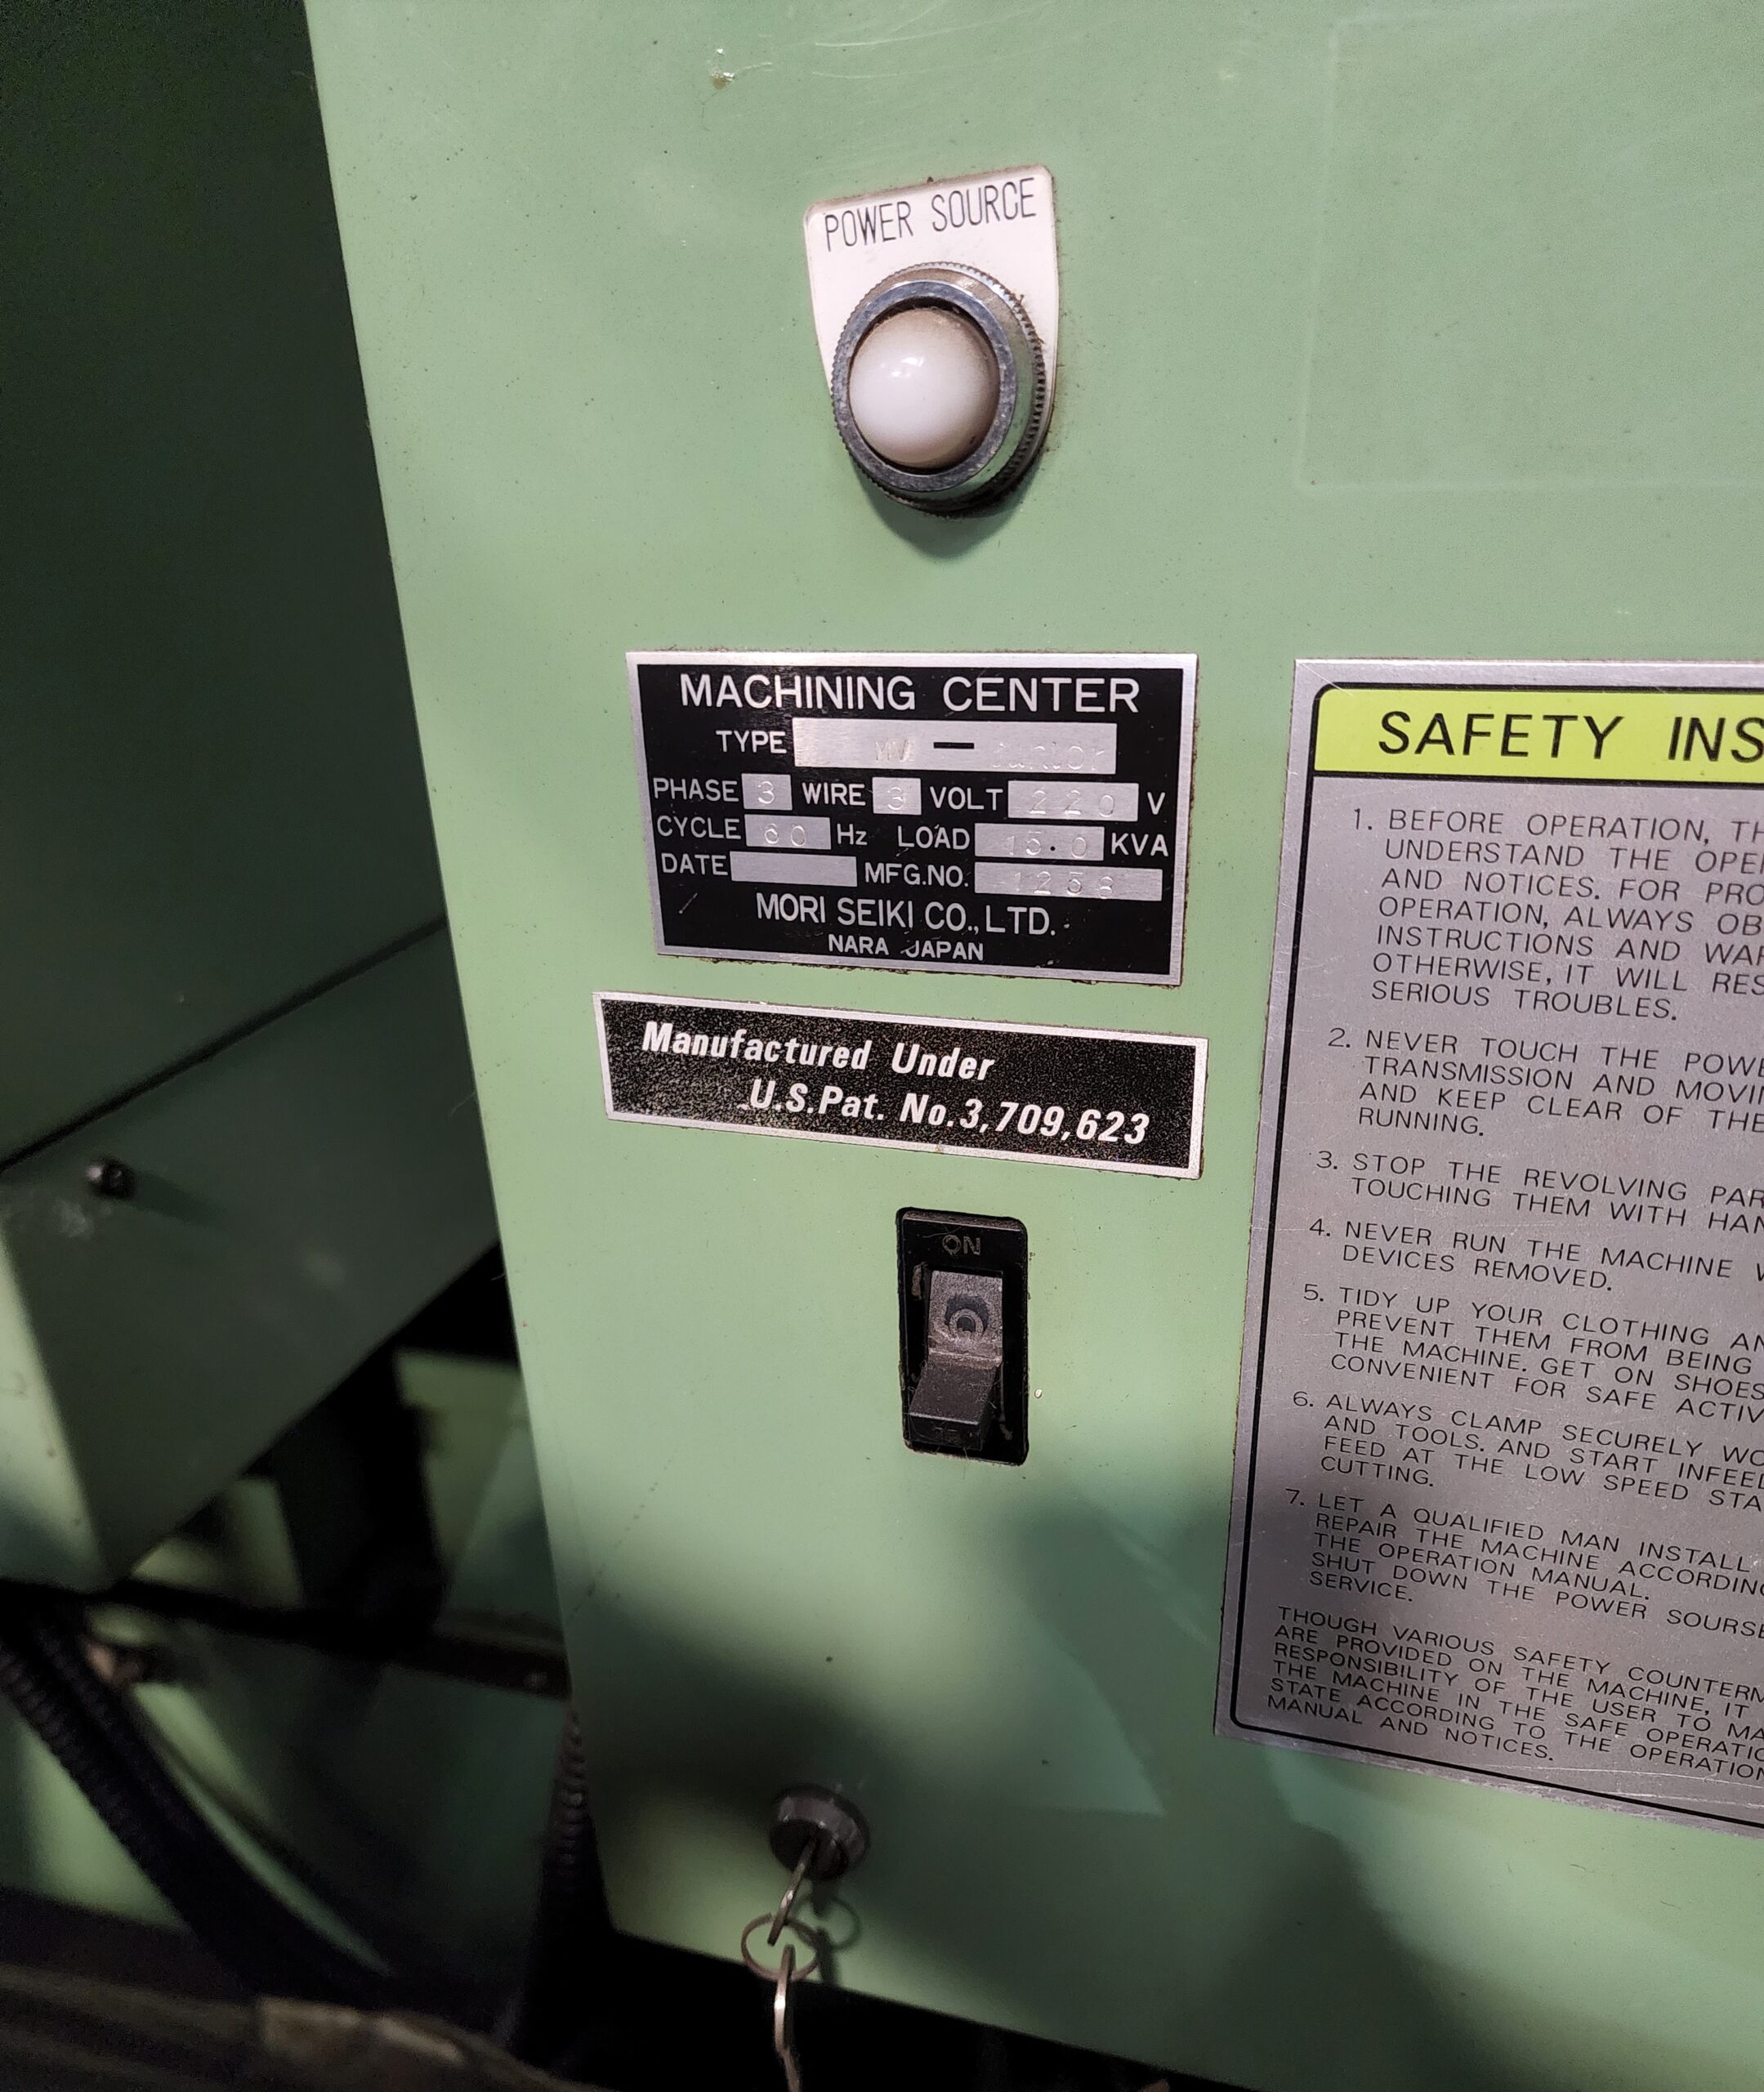 POWER SOURCE
MACHINING CENTER
TYPE MV — Junior
PHASE 3 WIRE 3 VOLT 220 V
CYCLE 60 Hz LOAD 15.0 KVA
DATE MFG.NO. 1258
MORI SEIKI CO.,LTD.
NARA JAPAN
Manufactured Under
U.S.Pat. No.3,709,623
ON
SAFETY INS
1. BEFORE OPERATION, TH
UNDERSTAND THE OPE
AND NOTICES. FOR PRO
OPERATION, ALWAYS OB
INSTRUCTIONS AND WAR
OTHERWISE, IT WILL RES
SERIOUS TROUBLES.
2. NEVER TOUCH THE POWE
TRANSMISSION AND MOVIN
AND KEEP CLEAR OF THE
RUNNING.
3. STOP THE REVOLVING PAR
TOUCHING THEM WITH HAN
4. NEVER RUN THE MACHINE W
DEVICES REMOVED.
5. TIDY UP YOUR CLOTHING AN
PREVENT THEM FROM BEING
THE MACHINE. GET ON SHOES
CONVENIENT FOR SAFE ACTIV
6. ALWAYS CLAMP SECURELY WO
AND TOOLS. AND START INFEED
FEED AT THE LOW SPEED STA
CUTTING.
7. LET A QUALIFIED MAN INSTALL,
REPAIR THE MACHINE ACCORDING
THE OPERATION MANUAL.
SHUT DOWN THE POWER SOURSE
SERVICE.
THOUGH VARIOUS SAFETY COUNTERM
ARE PROVIDED ON THE MACHINE, IT
RESPONSIBILITY OF THE USER TO MA
THE MACHINE IN THE SAFE OPERATIO
STATE ACCORDING TO THE OPERATION
MANUAL AND NOTICES.